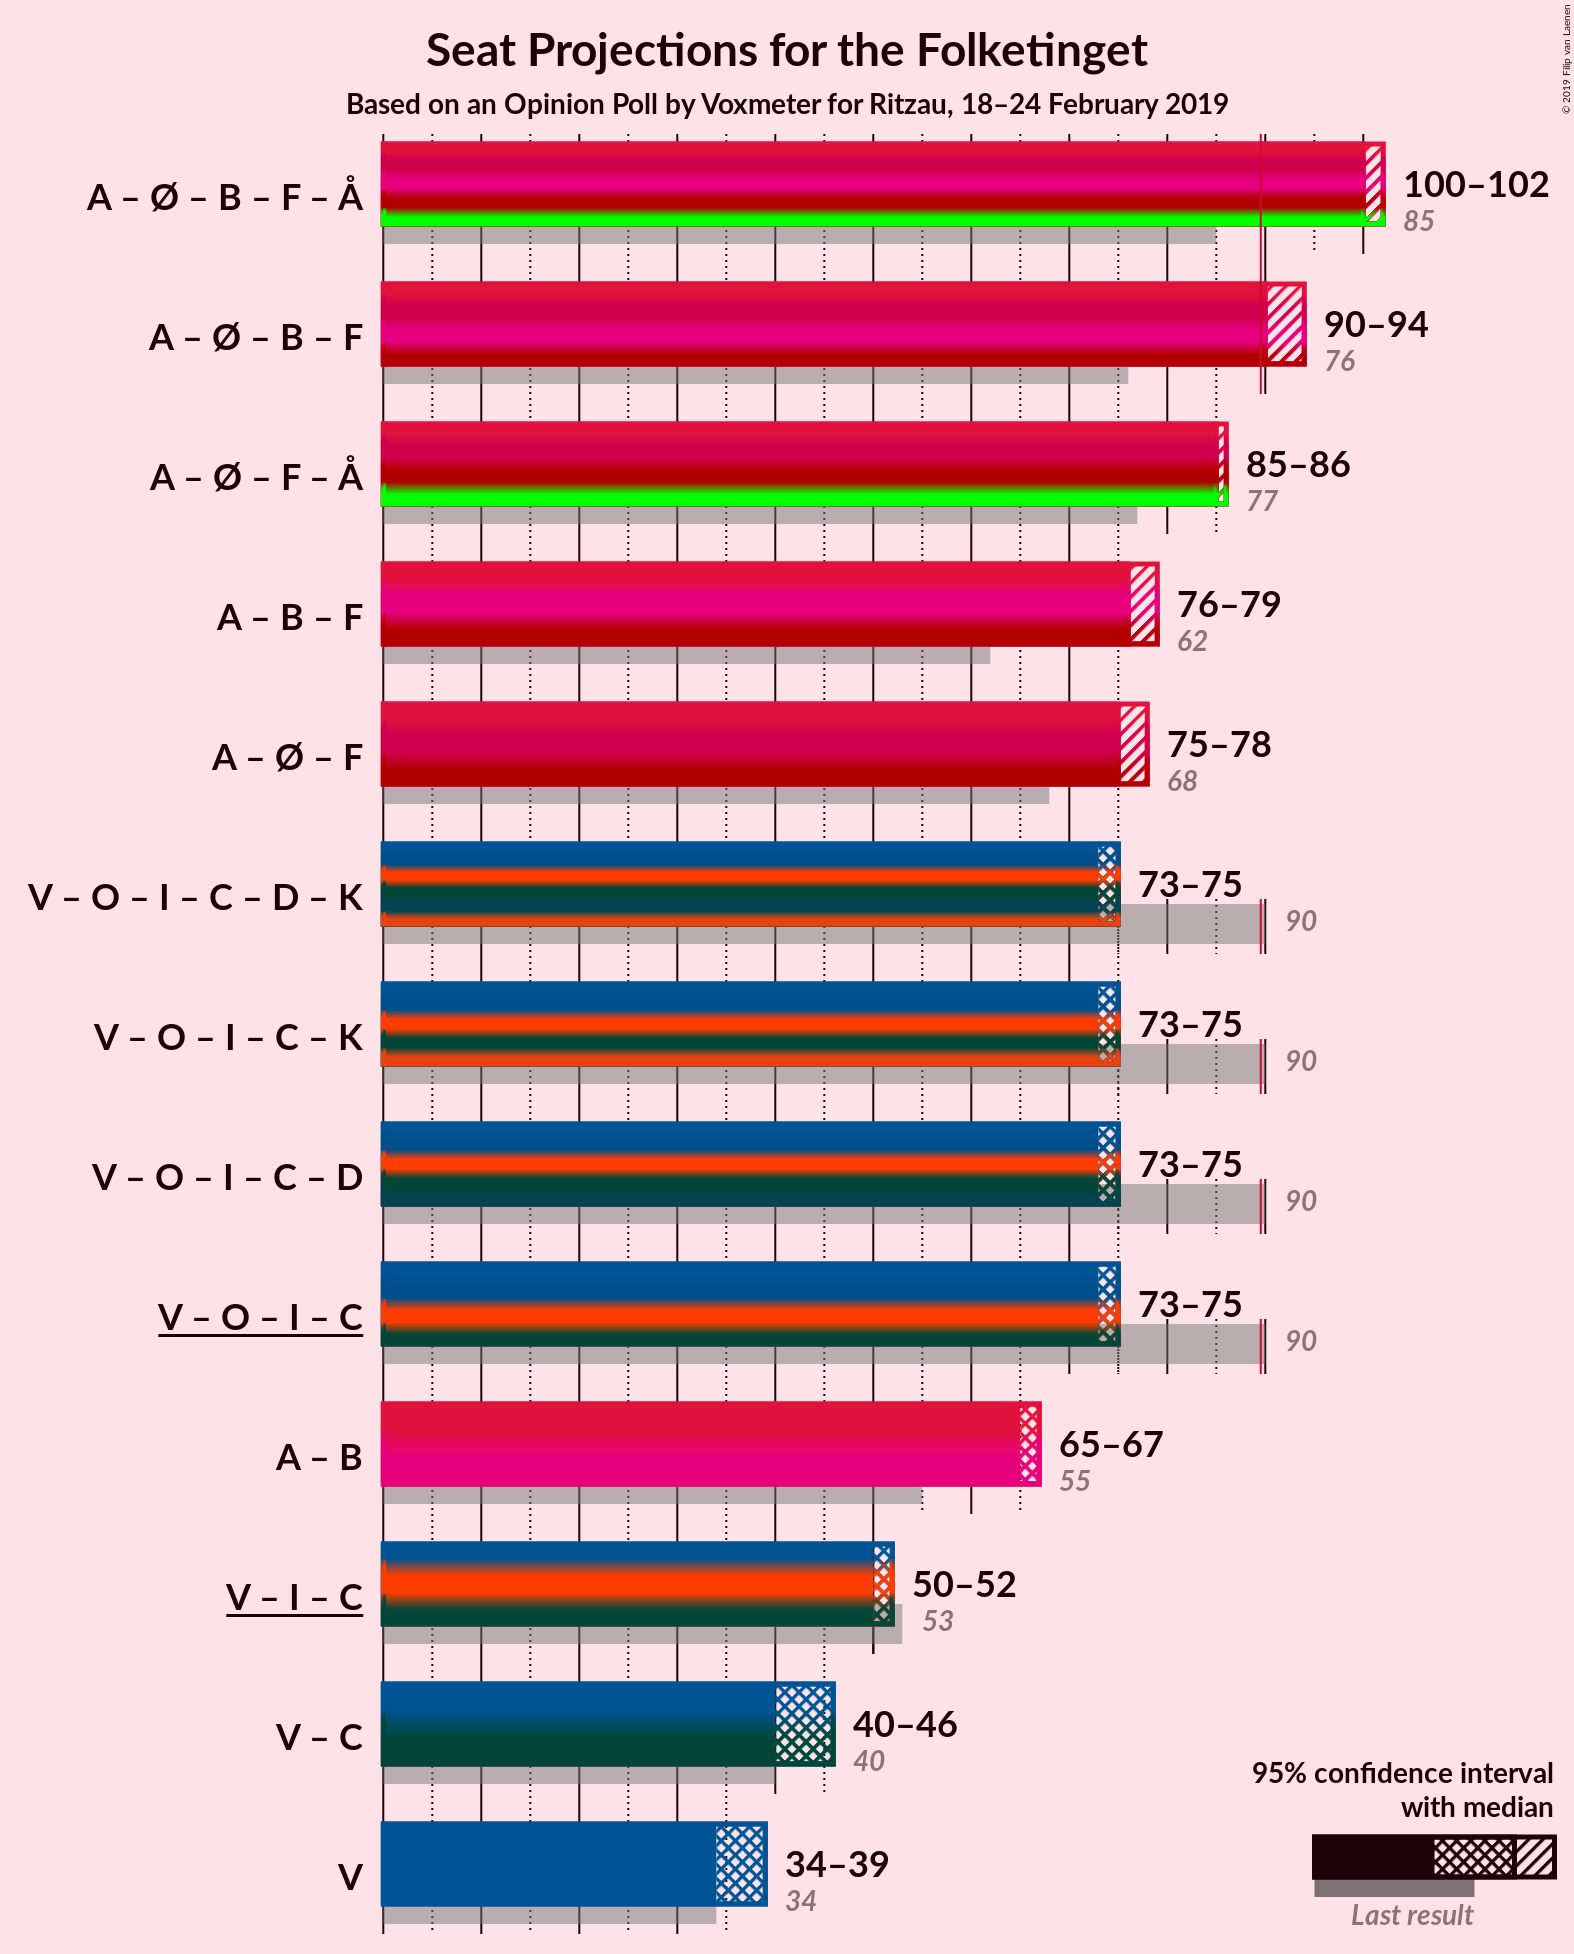 Seat Projections for the Folketinget
Based on an Opinion Poll by Voxmeter for Ritzau, 18–24 February 2019
© 2019 Filip van Laenen
A – Ø – B – F – Å
100–102
85
A – Ø – B – F
90–94
76
A – Ø – F – Å
85–86
77
A – B – F
76–79
62
A – Ø – F
75–78
68
V – O – I – C – D – K
73–75
90
V – O – I – C – K
73–75
90
V – O – I – C – D
73–75
90
V – O – I – C
73–75
90
A – B
65–67
55
V – I – C
50–52
53
V – C
40–46
40
V
34–39
34
95% confidence interval
with median
Last result